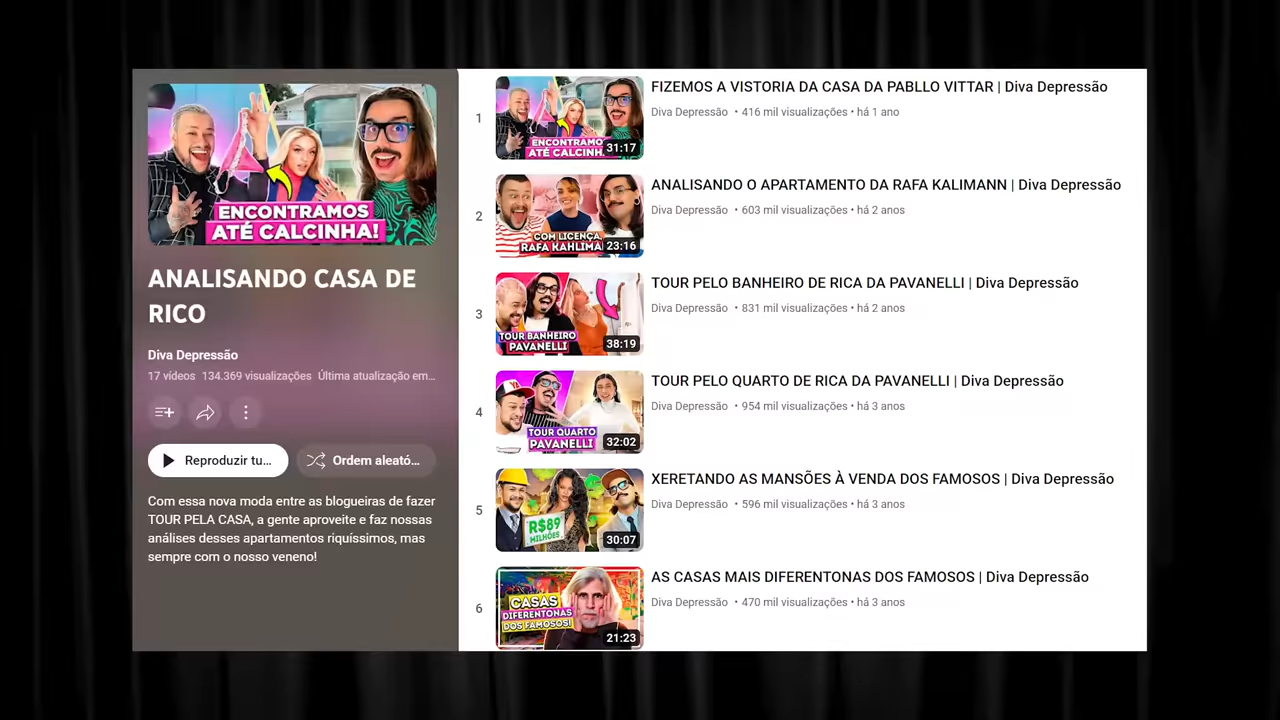 ENCONTRAMOS
ATÉ CALCINHA!
ANALISANDO CASA DE
RICO
Diva Depressão
17 vídeos 134.369 visualizações Última atualização em...
Reproduzir tu...
Ordem aleató...
Com essa nova moda entre as blogueiras de fazer
TOUR PELA CASA, a gente aproveite e faz nossas
análises desses apartamentos riquíssimos, mas
sempre com o nosso veneno!
1
ENCONTRAMOS
ATÉ CALCINH
31:17
FIZEMOS A VISTORIA DA CASA DA PABLLO VITTAR | Diva Depressão
Diva Depressão • 416 mil visualizações • há 1 ano
2
COM LICENÇA,
RAFA KAHLIMA
23:16
ANALISANDO O APARTAMENTO DA RAFA KALIMANN | Diva Depressão
Diva Depressão • 603 mil visualizações • há 2 anos
3
TOUR BANHEIRO
PAVANELLI
38:19
TOUR PELO BANHEIRO DE RICA DA PAVANELLI | Diva Depressão
Diva Depressão • 831 mil visualizações • há 2 anos
4
TOUR QUARTO
PAVANELLI
32:02
TOUR PELO QUARTO DE RICA DA PAVANELLI | Diva Depressão
Diva Depressão • 954 mil visualizações • há 3 anos
5
R$89
MILHÕES
30:07
XERETANDO AS MANSÕES À VENDA DOS FAMOSOS | Diva Depressão
Diva Depressão • 596 mil visualizações • há 3 anos
6
CASAS
DIFERENTONAS
DOS FAMOSOS!
21:23
AS CASAS MAIS DIFERENTONAS DOS FAMOSOS | Diva Depressão
Diva Depressão • 470 mil visualizações • há 3 anos